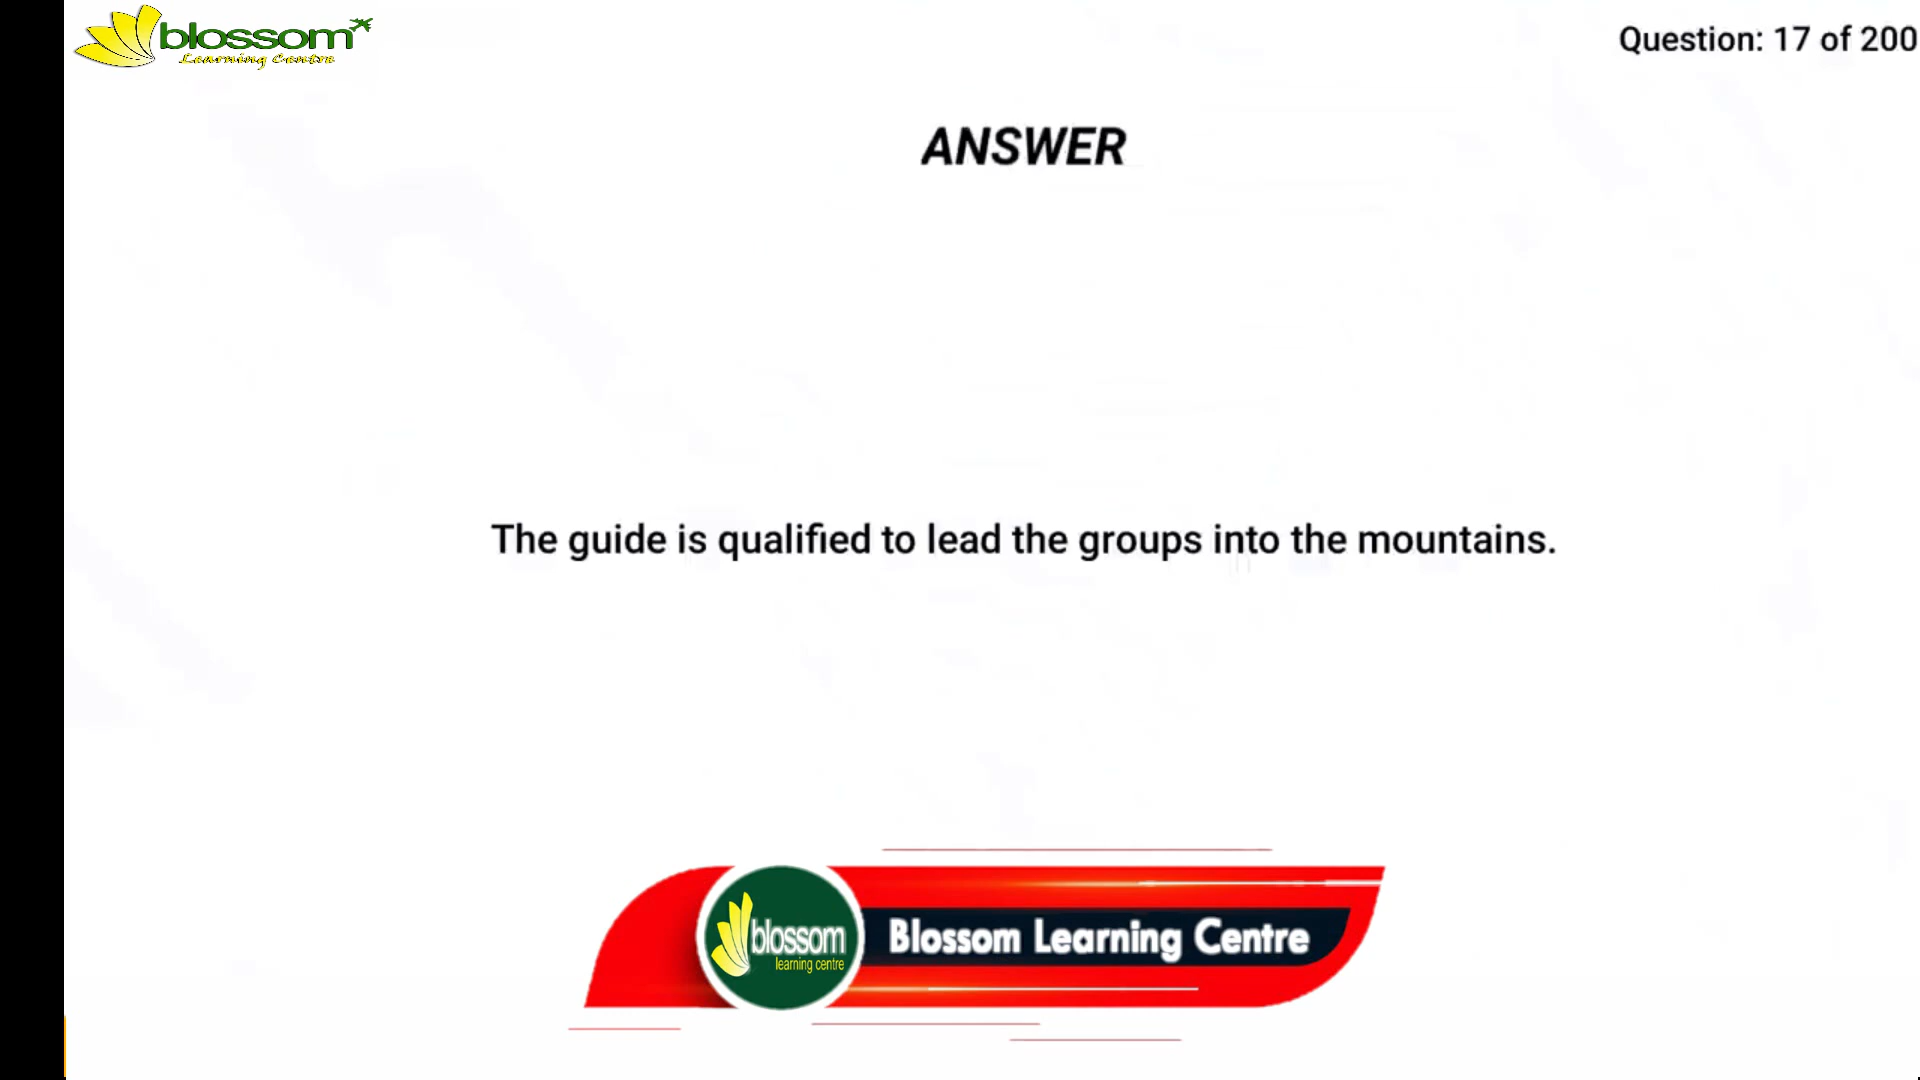 blossom
Learning Centre
Question: 17 of 200
ANSWER
The guide is qualified to lead the groups into the mountains.
blossom
learning centre
Blossom Learning Centre